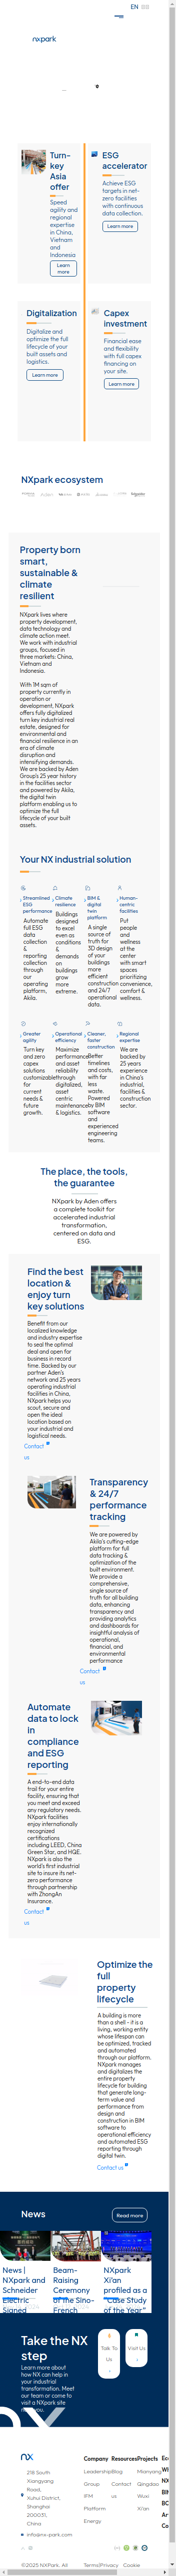 EN
nxpark
Turn-
key
Asia
offer
Speed
agility and
regional
expertise
in China,
Vietnam
and
Indonesia
Learn
more
ESG
accelerator
Achieve ESG
targets in net-
zero facilities
with continuous
data collection.
Learn more
Digitalization
Digitalize and
optimize the full
lifecycle of your
built assets and
logistics.
Learn more
Capex
investment
Financial ease
and flexibility
with full capex
financing on
your site.
Learn more
NXpark ecosystem
Property born
smart,
sustainable &
climate
resilient
NXpark lives where
property development,
technology and
climate action meet.
We work with industrial
groups, focused in
three markets: China,
Vietnam and
Indonesia.
With 1M sqm of
property currently in
operation or
development, NXpark
offers fully digitalized
turn key industrial real
estate, designed for
environmental and
financial resilience in an
era of climate
disruption and
intensifying demands.
We are backed by Aden
Group's 25 year history
in the facilities sector
and powered by Akila,
the digital twin
platform enabling us to
optimize the full
lifecycle of your built
assets.
Your NX industrial solution
Streamlined
ESG
performance
Automate
full ESG
data
collection
&
reporting
collection
through
our
operating
platform,
Akila.
Climate
resilience
Buildings
designed
to excel
even as
conditions
&
demands
on
buildings
grow
more
extreme.
BIM &
digital
twin
platform
A single
source of
truth for
3D design
of your
buildings
more
efficient
construction
and 24/7
operational
data.
Human-
centric
facilities
Put
people
and
wellness
at the
center
with smart
spaces
prioritizing
convenience,
comfort &
wellness.
Greater
agility
Turn key
and zero
capex
solutions
customizable
for
current
needs &
future
growth.
Operational
efficiency
Maximize
performance
and asset
reliability
through
digitalized,
asset
centric
maintenance
& logistics.
Cleaner,
faster
construction
Better
timelines
and costs,
with far
less
waste.
Powered
by BIM
software
and
experienced
engineering
teams.
Regional
expertise
We are
backed by
25 years
experience
in China's
industrial,
facilities &
construction
sector.
The place, the tools,
the guarantee
NXpark by Aden offers
a complete toolkit for
accelerated industrial
transformation,
centered on data and
ESG.
Find the best
location &
enjoy turn
key solutions
Benefit from our
localized knowledge
and industry expertise
to seal the optimal
deal and open for
business in record
time. Backed by our
partner Aden's
network and 25 years
operating industrial
facilities in China,
NXpark helps you
secure and open
the ideal location
based on your
industrial and
logistical needs.
Contact
us
Transparency
& 24/7
performance
tracking
We are powered by
Akila's cutting-edge
platform for full
data tracking &
optimization of the
built environment.
We provide a
comprehensive,
single source of
truth for all building
data, enhancing
transparency and
providing analytics
and dashboards for
insightful analysis of
operational,
financial, and
environmental
performance
Contact
us
Automate
data to lock
in
compliance
and ESG
reporting
A end-to-end data
trail for your entire
facility, ensuring that
you meet and exceed
any regulatory needs.
NXpark facilities
enjoy internationally
recognized
certifications
including LEED, China
Green Star, and HQE.
NXpark is also the
world's first industrial
site to insure its net-
zero performance
through partnership
with ZhongAn
Insurance.
Contact
us
Optimize the
full
property
lifecycle
A building is more
than a shell - it is a
living, working entity
whose lifespan can
be optimized, tracked
and automated
through our platform.
NXpark manages
and digitalizes the
entire property
lifecycle for building
that generate long-
term value and
performance from
design and
construction in BIM
software to
operational efficiency
and automated ESG
reporting through
digital twin.
Contact us
News
Read more
News |
NXpark and
Schneider
Electric
Signed
Beam-
Raising
Ceremony
of the Sino-
French
NXpark
Xi'an
profiled as a
"Case Study
of the Year"
Take the NX
step
Learn more about
how NX can help in
your industrial
transformation. Meet
our team or come to
visit a NXpark site
near you.
Talk To
Us
Visit Us
NX
218 South
Xiangyang
Road,
Xuhui District,
Shanghai
200031,
China
info@nx-park.com
Company
Leadership
Group
IFM
Platform
Energy
Resources
Blog
Contact
us
Projects
Mianyang
Qingdao
Wuxi
Xi'an
©2025 NXPark. All
Terms
Privacy
Cookie